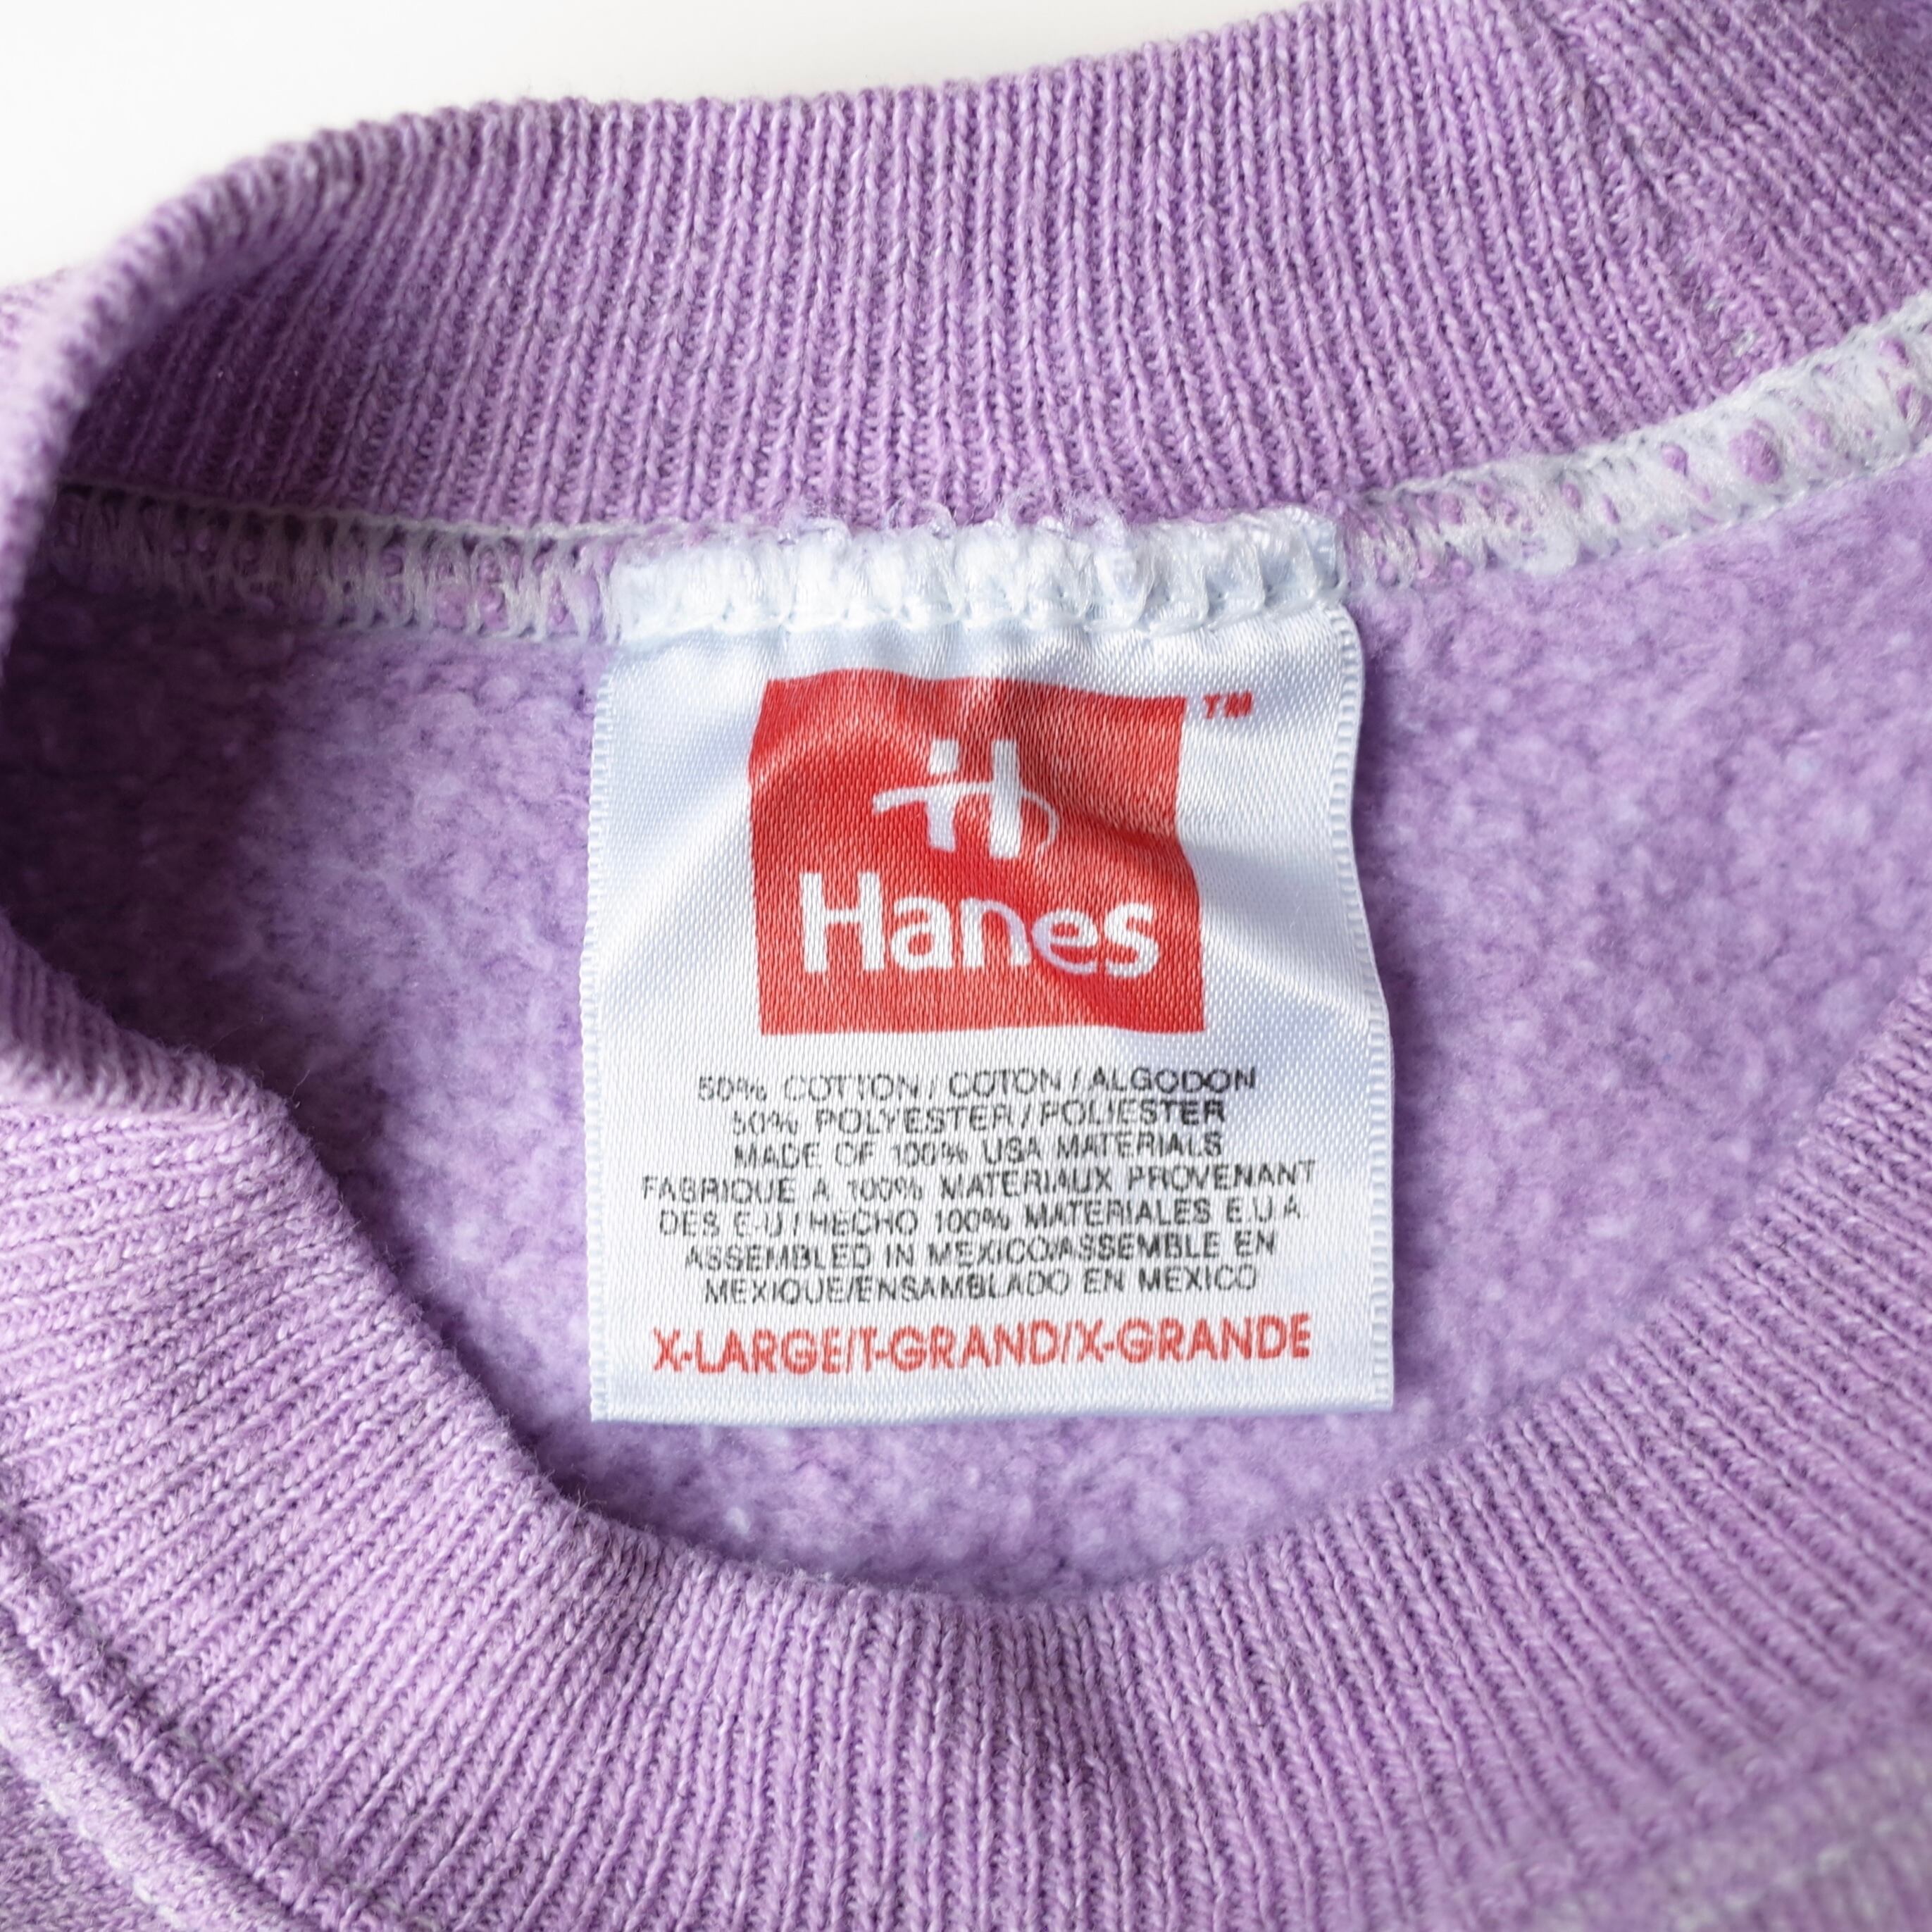 TM
Hanes
50% COTTON / COTON / ALGODON
50% POLYESTER / POLIESTER
MADE OF 100% USA MATERIALS
FABRIQUE A 100% MATERIAUX PROVENANT
DES E-U / HECHO 100% MATERIALES E.U.A.
ASSEMBLED IN MEXICO/ASSEMBLE EN
MEXIQUE/ENSAMBLADO EN MEXICO
X-LARGE/T-GRAND/X-GRANDE